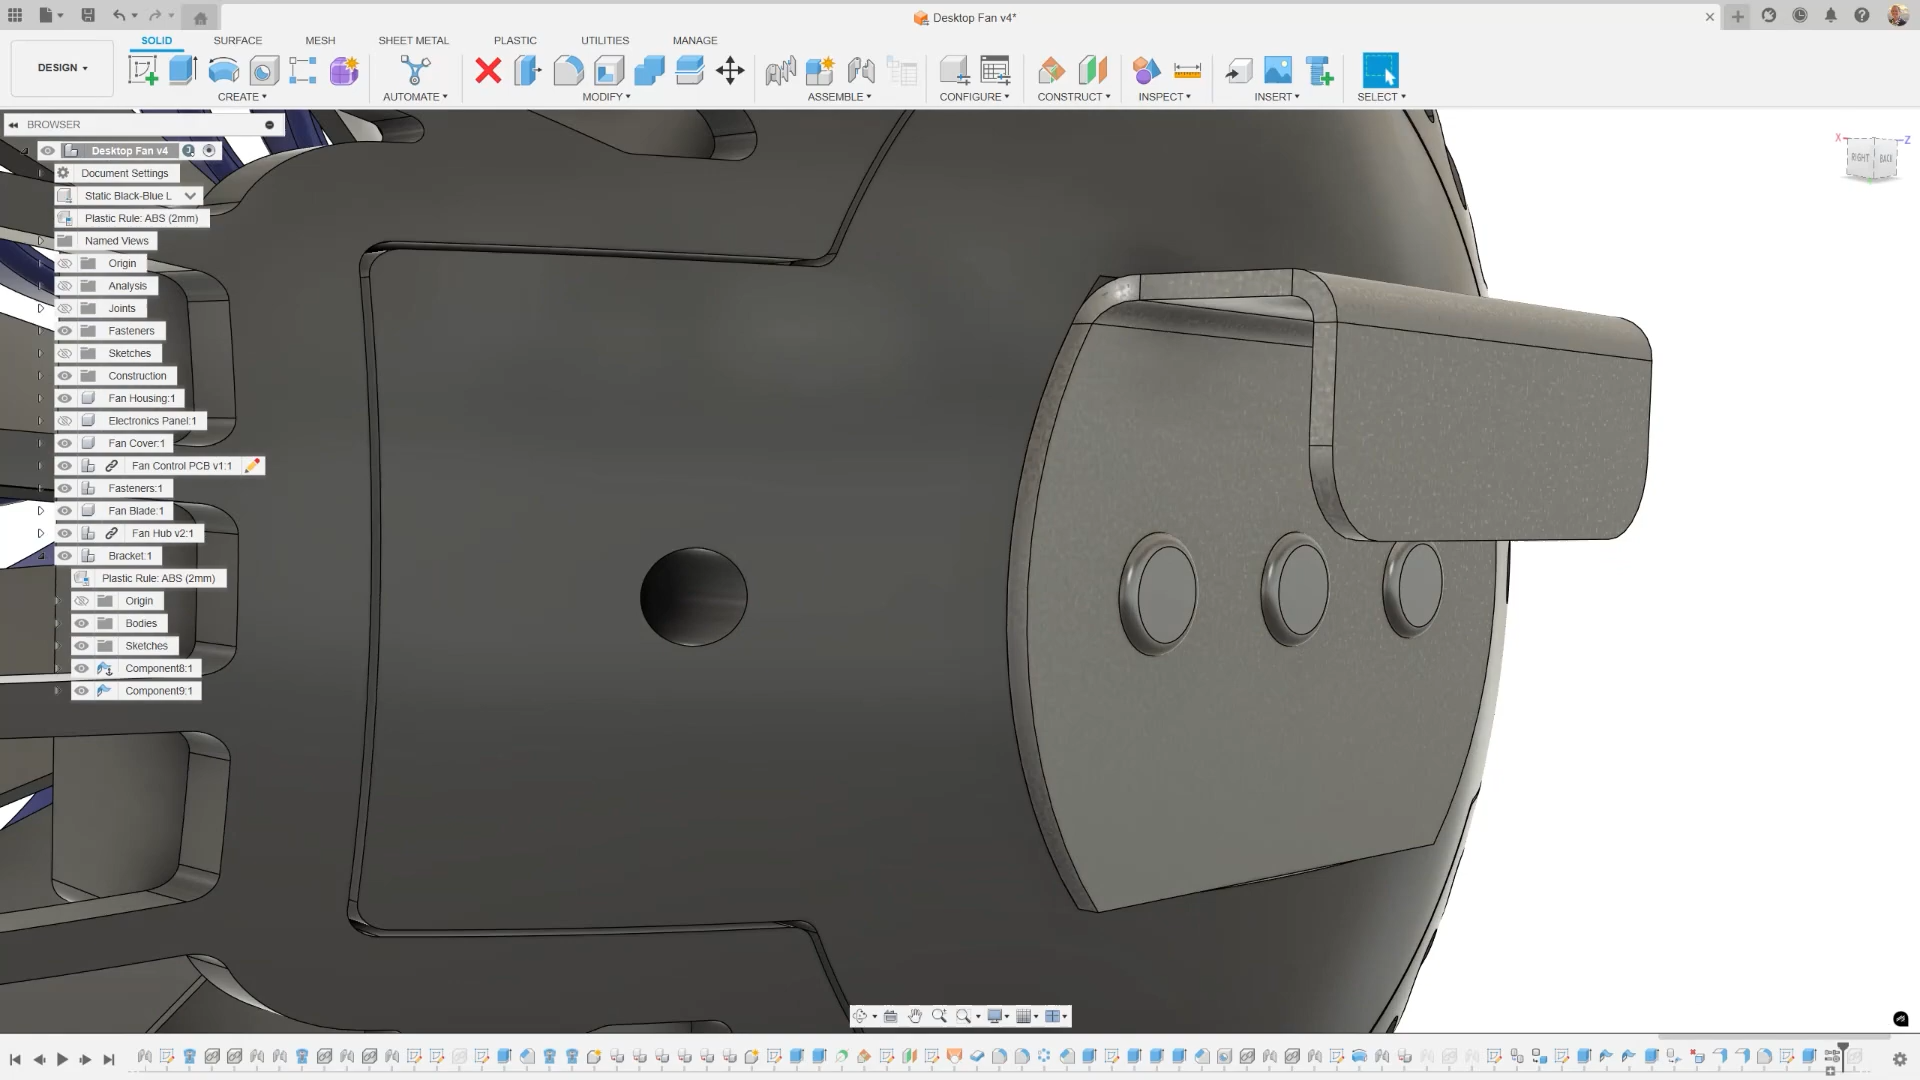 Desktop Fan v4*
SOLID SURFACE MESH SHEET METAL PLASTIC UTILITIES MANAGE
DESIGN
CREATE AUTOMATE MODIFY ASSEMBLE CONFIGURE CONSTRUCT INSPECT INSERT SELECT
BROWSER
Desktop Fan v4
Document Settings
Static Black-Blue L
Plastic Rule: ABS (2mm)
Named Views
Origin
Analysis
Joints
Fasteners
Sketches
Construction
Fan Housing:1
Electronics Panel:1
Fan Cover:1
Fan Control PCB v1:1
Fasteners:1
Fan Blade:1
Fan Hub v2:1
Bracket:1
Plastic Rule: ABS (2mm)
Origin
Bodies
Sketches
Component8:1
Component9:1
X Z
RIGHT BACK